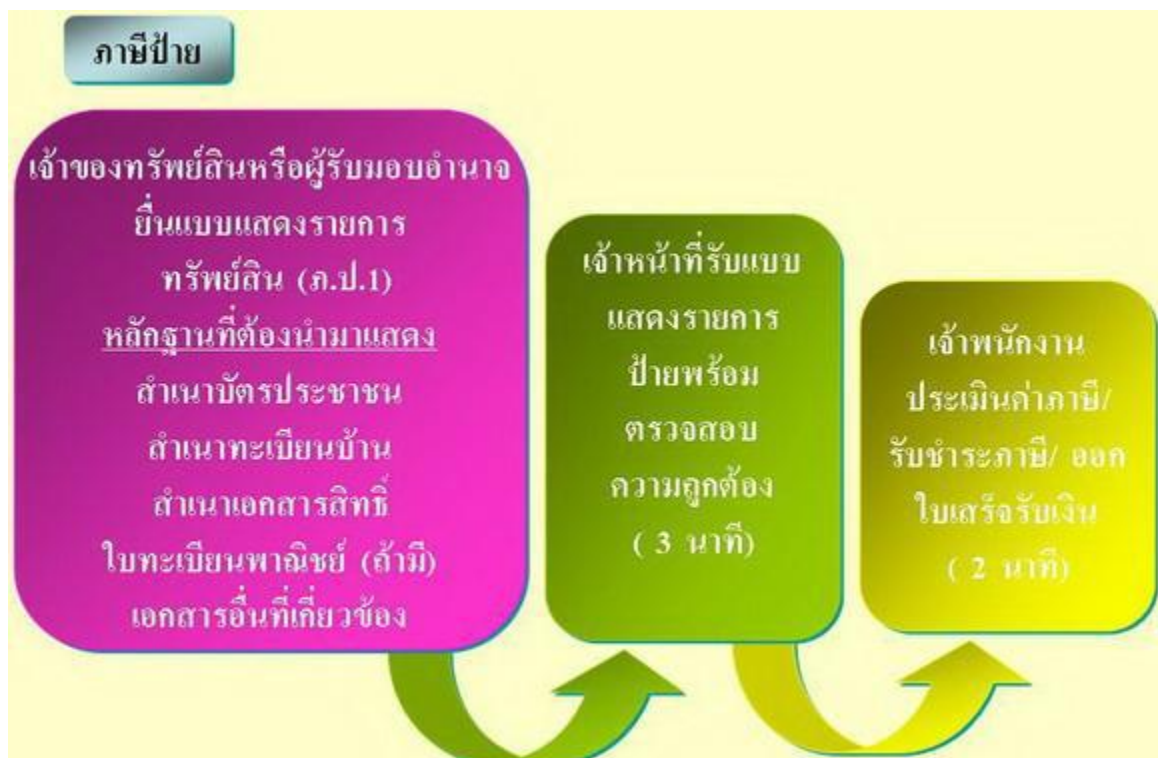 ภาษีป้าย
เจ้าของทรัพย์สินหรือผู้รับมอบอำนาจ
ยื่นแบบแสดงรายการ
ทรัพย์สิน (ภ.ป.1)
หลักฐานที่ต้องนำมาแสดง
สำเนาบัตรประชาชน
สำเนาทะเบียนบ้าน
สำเนาเอกสารสิทธิ์
ใบทะเบียนพาณิชย์ (ถ้ามี)
เอกสารอื่นที่เกี่ยวข้อง
เจ้าหน้าที่รับแบบ
แสดงรายการ
ป้ายพร้อม
ตรวจสอบ
ความถูกต้อง
( 3 นาที)
เจ้าพนักงาน
ประเมินค่าภาษี/
รับชำระภาษี/ ออก
ใบเสร็จรับเงิน
( 2 นาที)